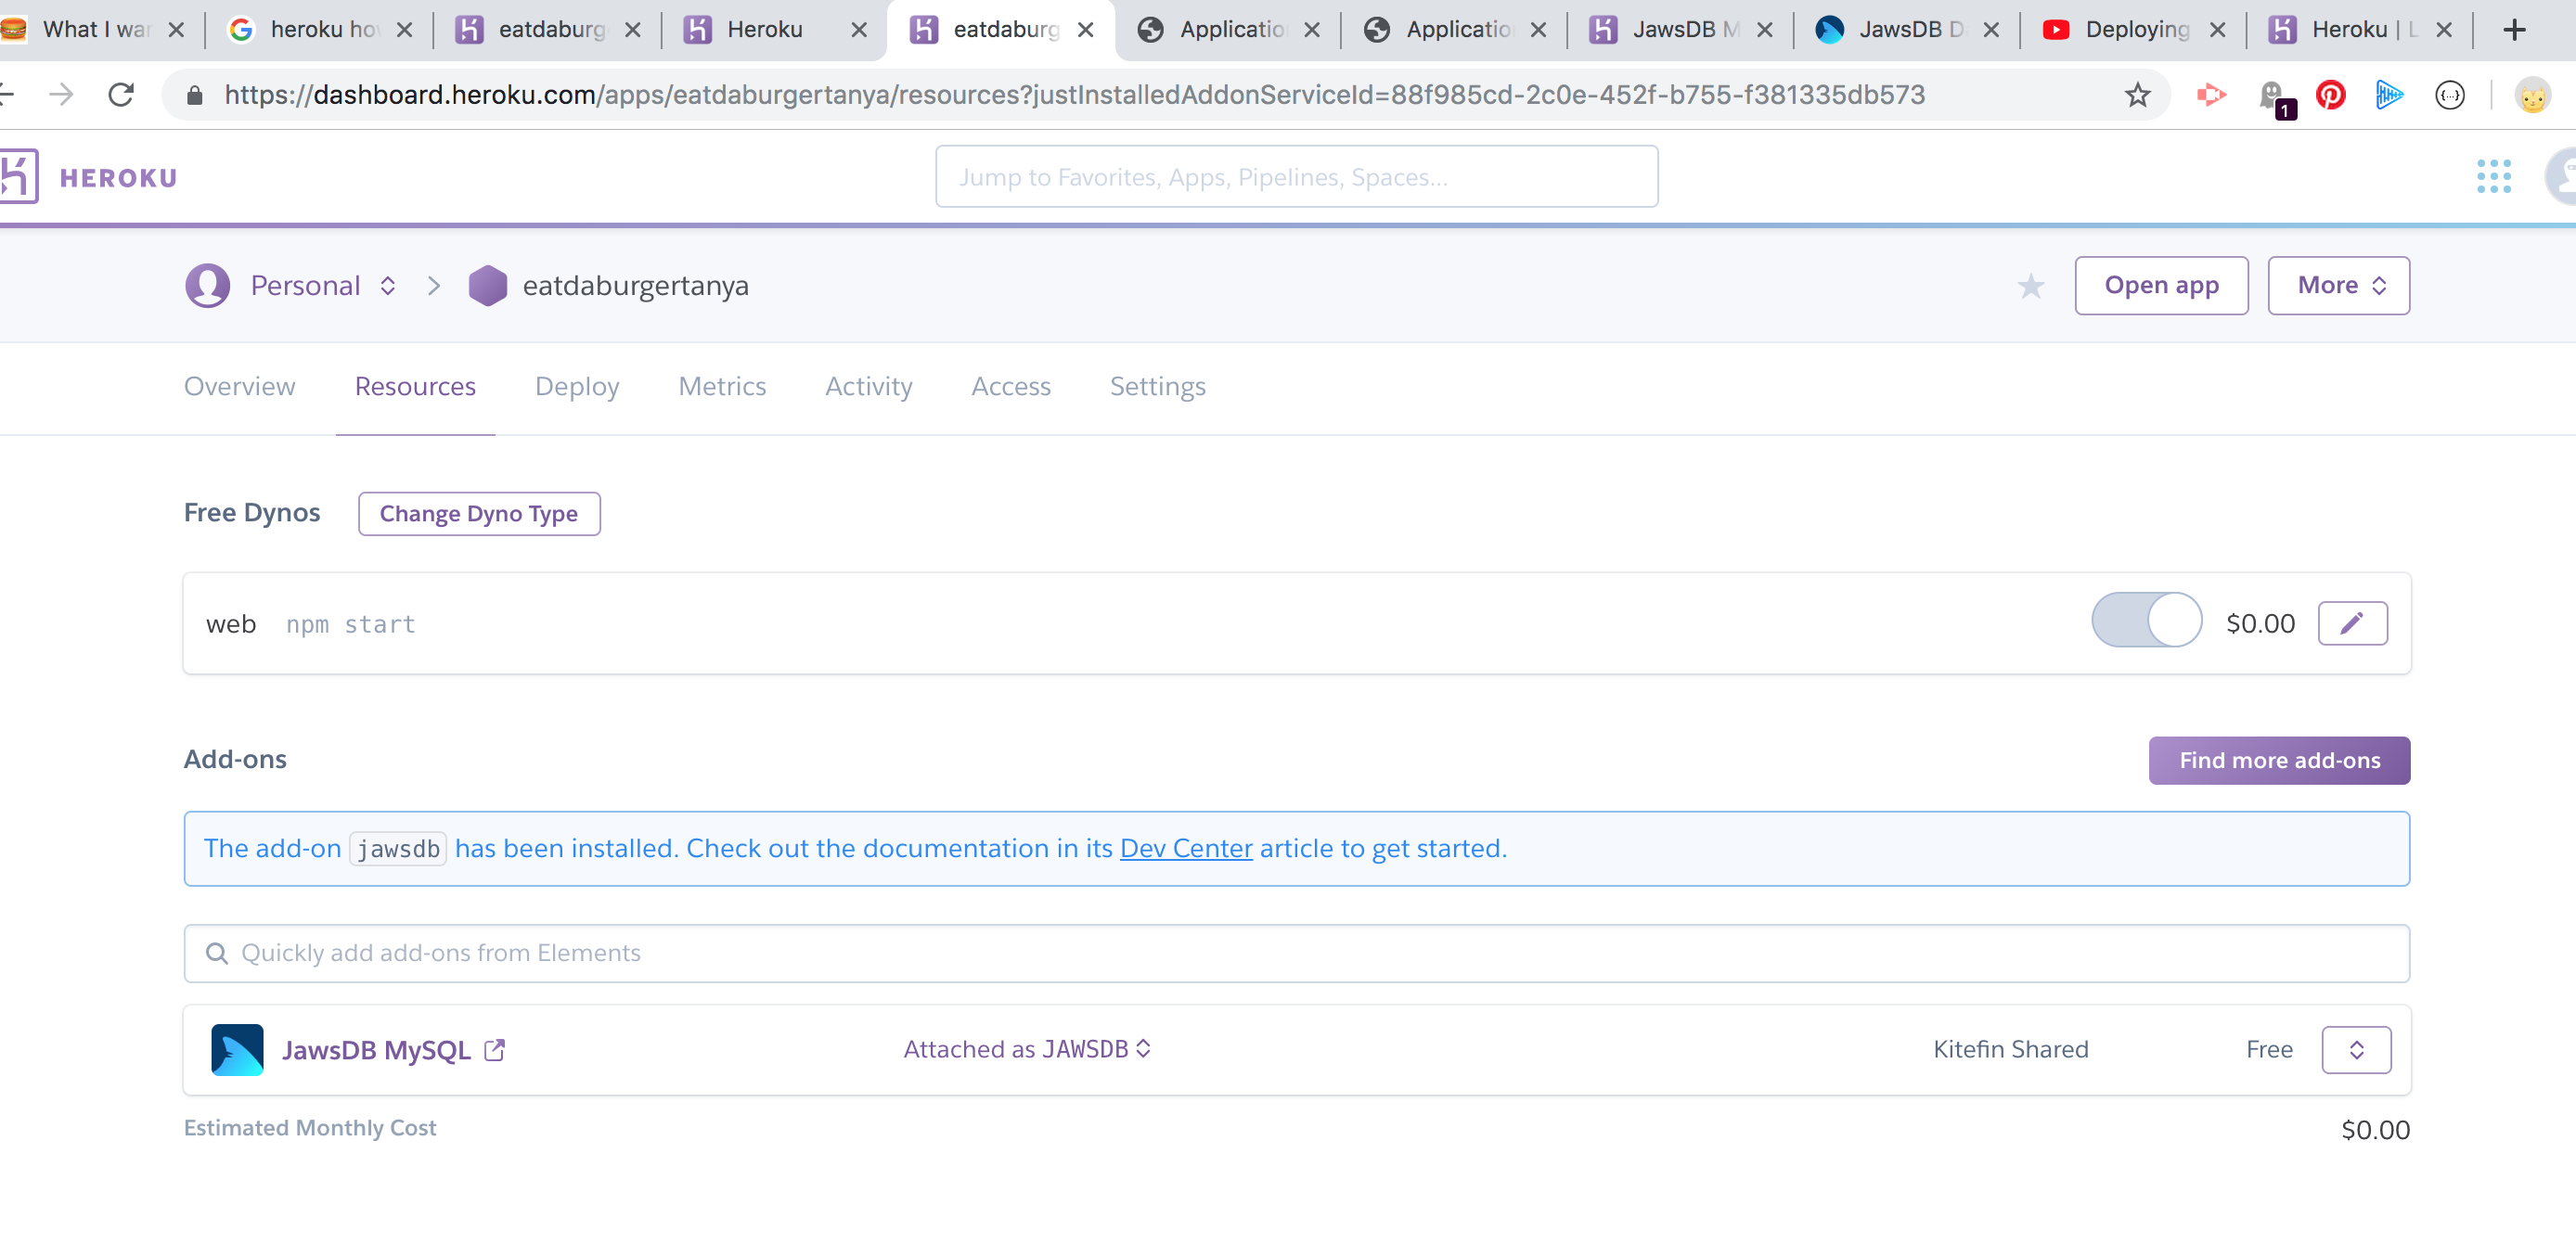 What I wa
heroku ho
eatdaburg
Heroku
eatdaburg
Applicatio
Applicatio
JawsDB M
JawsDB D
Deploying
Heroku | L
https://dashboard.heroku.com/apps/eatdaburgertanya/resources?justInstalledAddonServiceId=88f985cd-2c0e-452f-b755-f381335db573
1
HEROKU
Jump to Favorites, Apps, Pipelines, Spaces...
Personal
eatdaburgertanya
Open app
More
Overview
Resources
Deploy
Metrics
Activity
Access
Settings
Free Dynos
Change Dyno Type
web npm start
$0.00
Add-ons
Find more add-ons
The add-on jawsdb has been installed. Check out the documentation in its Dev Center article to get started.
Quickly add add-ons from Elements
JawsDB MySQL
Attached as JAWSDB
Kitefin Shared
Free
Estimated Monthly Cost
$0.00